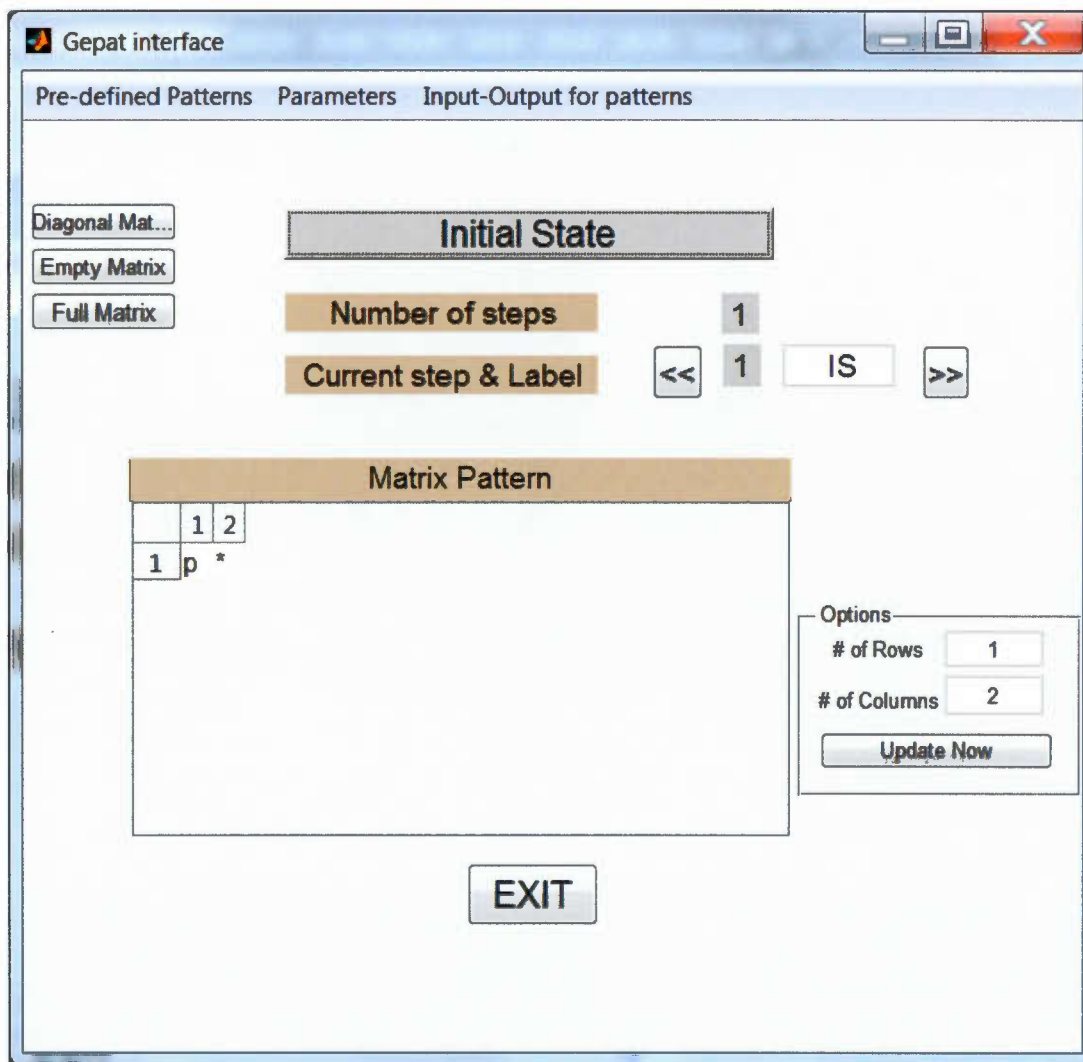 Gepat interface
Pre-defined Patterns Parameters Input-Output for patterns
Diagonal Mat...
Empty Matrix
Full Matrix
Initial State
Number of steps 1
Current step & Label << 1 IS >>
Matrix Pattern
1 2
1 p *
Options
# of Rows 1
# of Columns 2
Update Now
EXIT